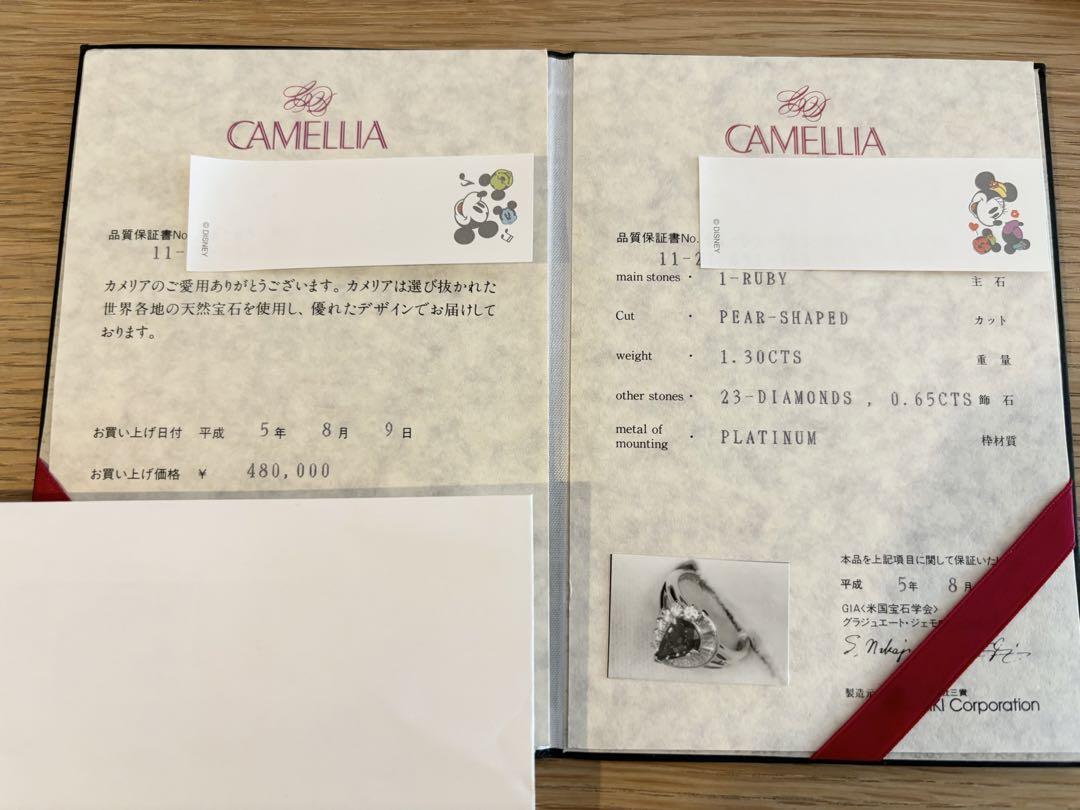 CAMELLIA
© DISNEY
品質保証書No
11-
カメリアのご愛用ありがとうございます。カメリアは選び抜かれた
世界各地の天然宝石を使用し、優れたデザインでお届けして
おります。
お買い上げ日付 平成 5年 8月 9日
お買い上げ価格 ¥ 480,000
CAMELLIA
© DISNEY
品質保証書No.
11-2
main stones · 1-RUBY 主石
Cut · PEAR-SHAPED カット
weight · 1.30CTS 重量
other stones · 23-DIAMONDS , 0.65CTS 飾石
metal of
mounting · PLATINUM 枠材質
本品を上記項目に関して保証いた
平成 5年 8月
GIA〈米国宝石学会〉
グラジュエート・ジェモ
製造元 三貴
KI Corporation